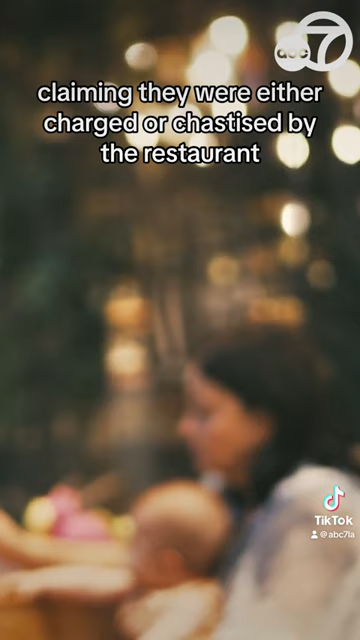 abc 7
claiming they were either
charged or chastised by
the restaurant
TikTok
@abc7la